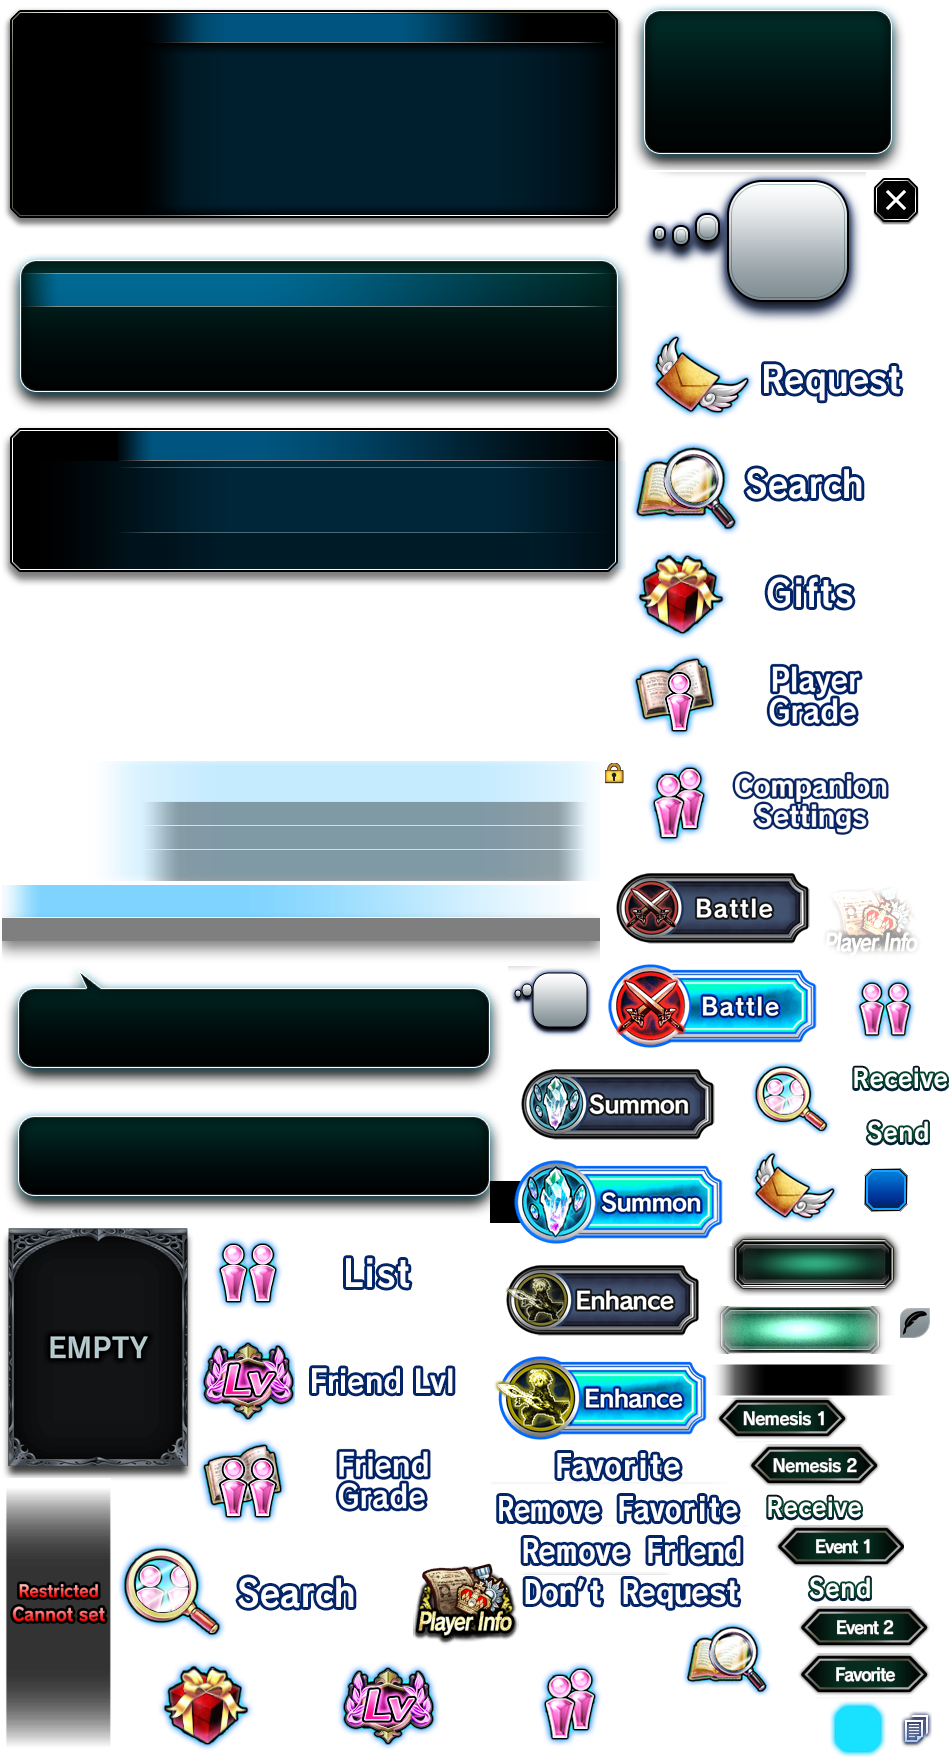 Request
Search
Gifts
Player
Grade
Companion
Settings
Battle
Player Info
Battle
Receive
Summon
Send
Summon
List
EMPTY
Enhance
Friend Lvl
Lv
Enhance
Nemesis 1
Favorite
Nemesis 2
Friend
Grade
Remove Favorite
Receive
Event 1
Remove Friend
Restricted
Cannot set
Search
Don't Request
Send
Player Info
Event 2
Favorite
Lv